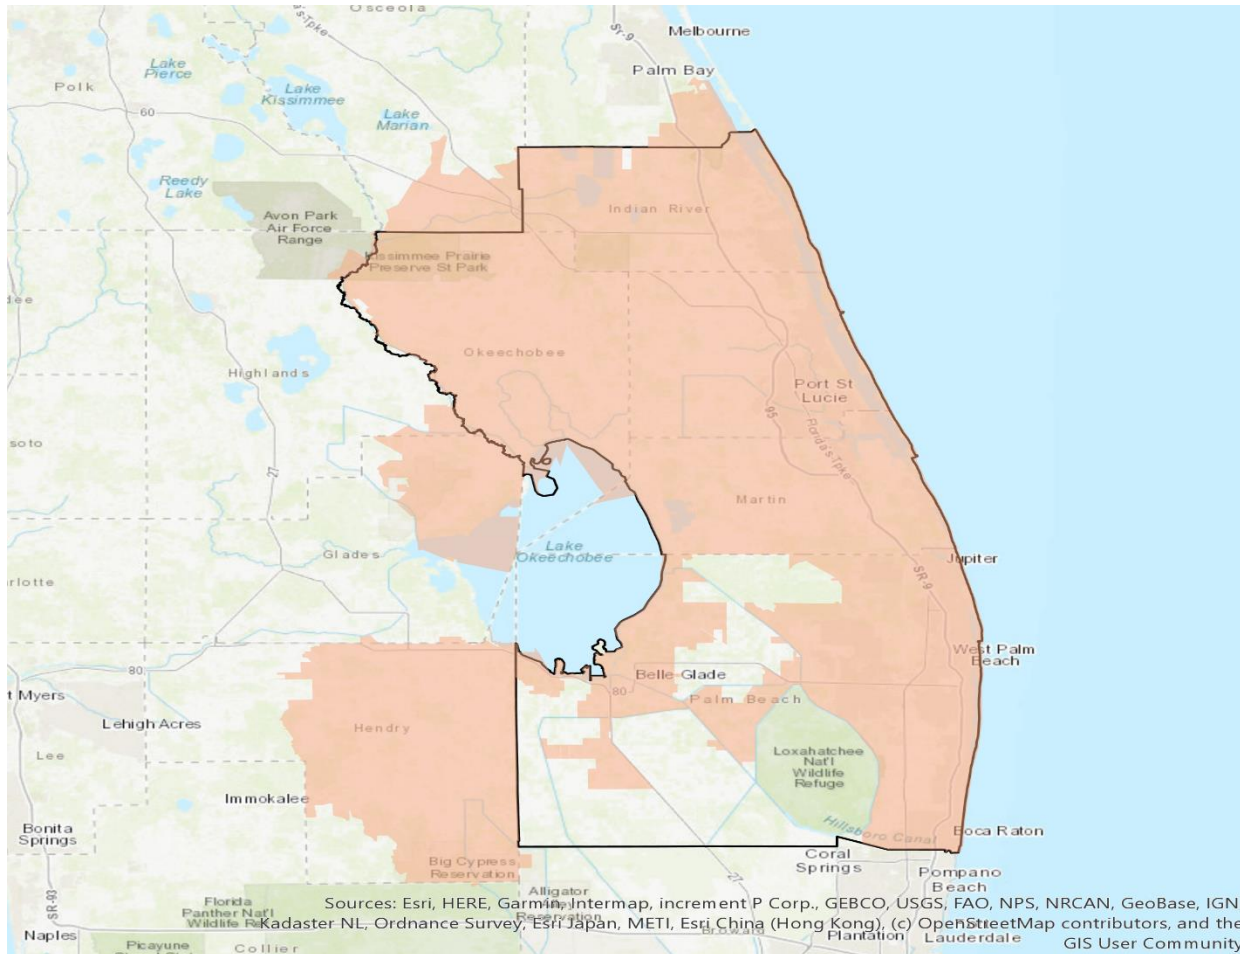 Osceola
Melbourne
SR-9
Palm Bay
Lake
Pierce
Polk
Lake
Kissimmee
Florida's-Tpke
60
Lake
Marian
Reedy
Lake
Avon Park
Air Force
Range
Indian River
Kissimmee Prairie
Preserve St Park
Okeechobee
Highlands
Port St
Lucie
95
Florida's-Tpke
27
Martin
Lake
Okeechobee
Glades
SR-9
Jupiter
80
West Palm
Beach
Belle Glade
80
Palm Beach
Lehigh Acres
Hendry
Lee
Loxahatchee
Nat'l
Wildlife
Refuge
Immokalee
Bonita
Springs
Hillsboro Canal
Boca Raton
Coral
Springs
Big Cypress
Reservation
Pompano
Beach
27
SR-93
Florida
Panther Nat'l
Naples
Picayune
Collier
Plantation
Lauderdale
Sources: Esri, HERE, Garmin, Intermap, increment P Corp., GEBCO, USGS, FAO, NPS, NRCAN, GeoBase, IGN,
Kadaster NL, Ordnance Survey, Esri Japan, METI, Esri China (Hong Kong), (c) OpenStreetMap contributors, and the
GIS User Community